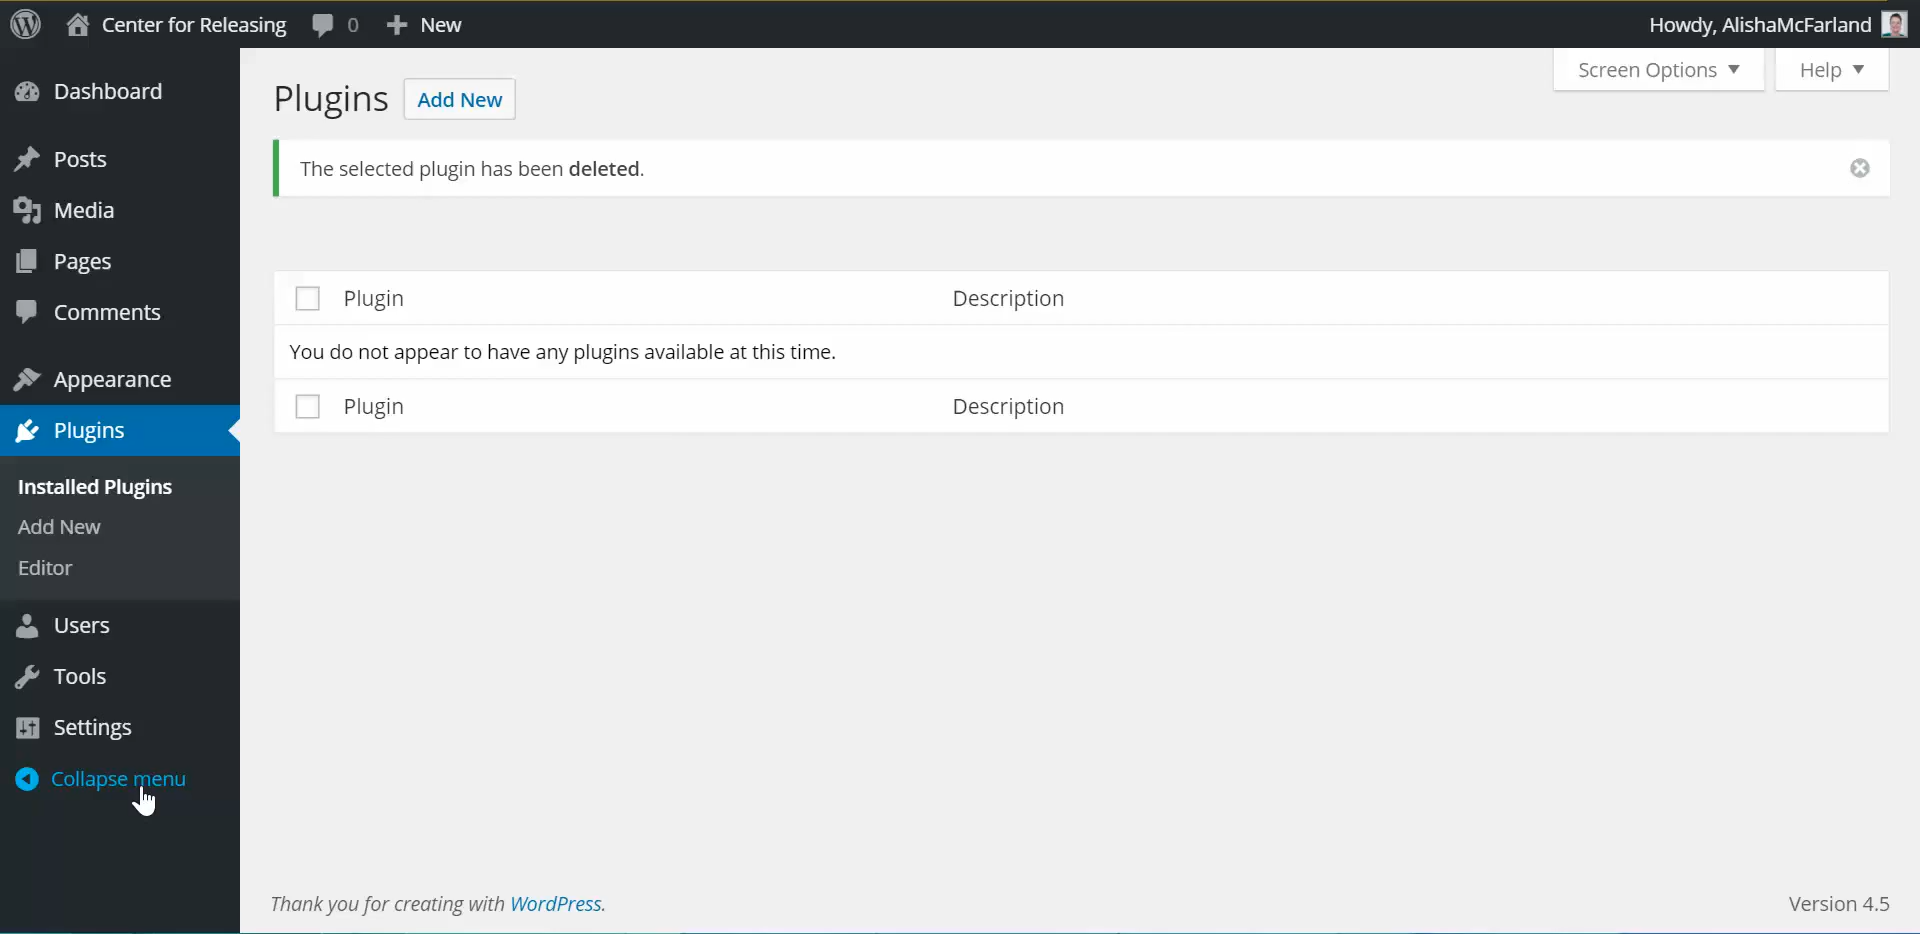 Center for Releasing 0 New Howdy, AlishaMcFarland
Dashboard
Posts
Media
Pages
Comments
Appearance
Plugins
Installed Plugins
Add New
Editor
Users
Tools
Settings
Collapse menu
Screen Options Help
Plugins Add New
The selected plugin has been deleted.
Plugin Description
You do not appear to have any plugins available at this time.
Plugin Description
Thank you for creating with WordPress. Version 4.5